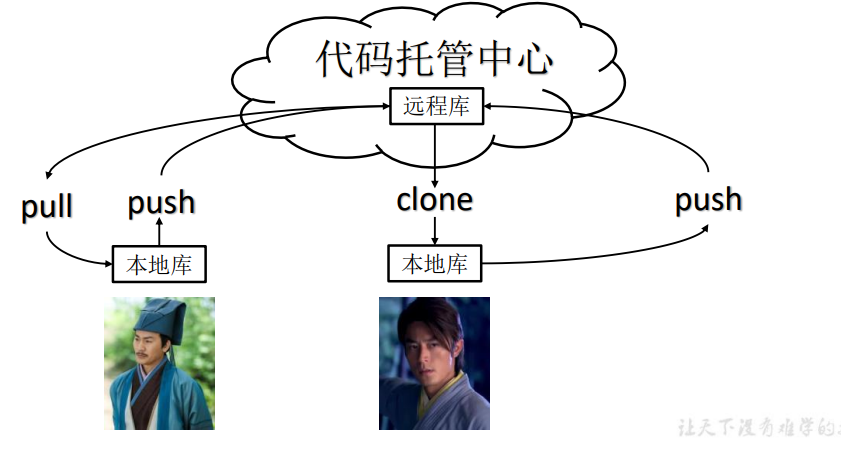 代码托管中心
远程库
pull
push
clone
push
本地库
本地库
让天下没有难学的